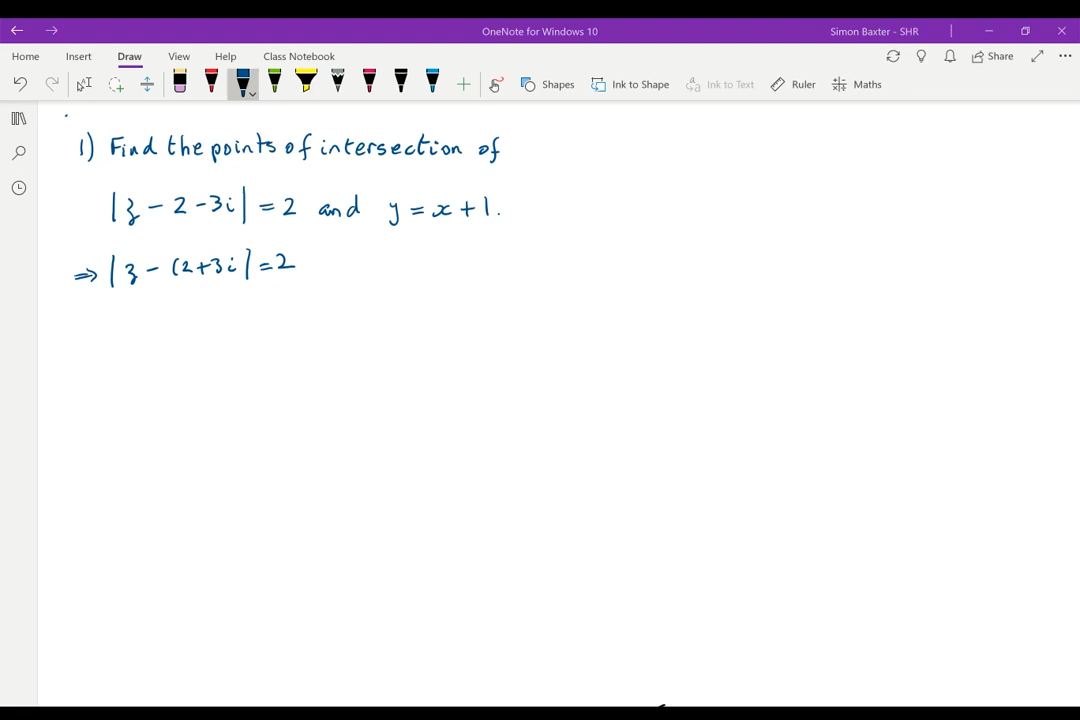 OneNote for Windows 10
Simon Baxter - SHR
Home Insert Draw View Help Class Notebook
Share
Shapes Ink to Shape Ink to Text Ruler Maths
1) Find the points of intersection of
|z - 2 - 3i| = 2 and y = x + 1.
⇒ |z - (2+3i| = 2